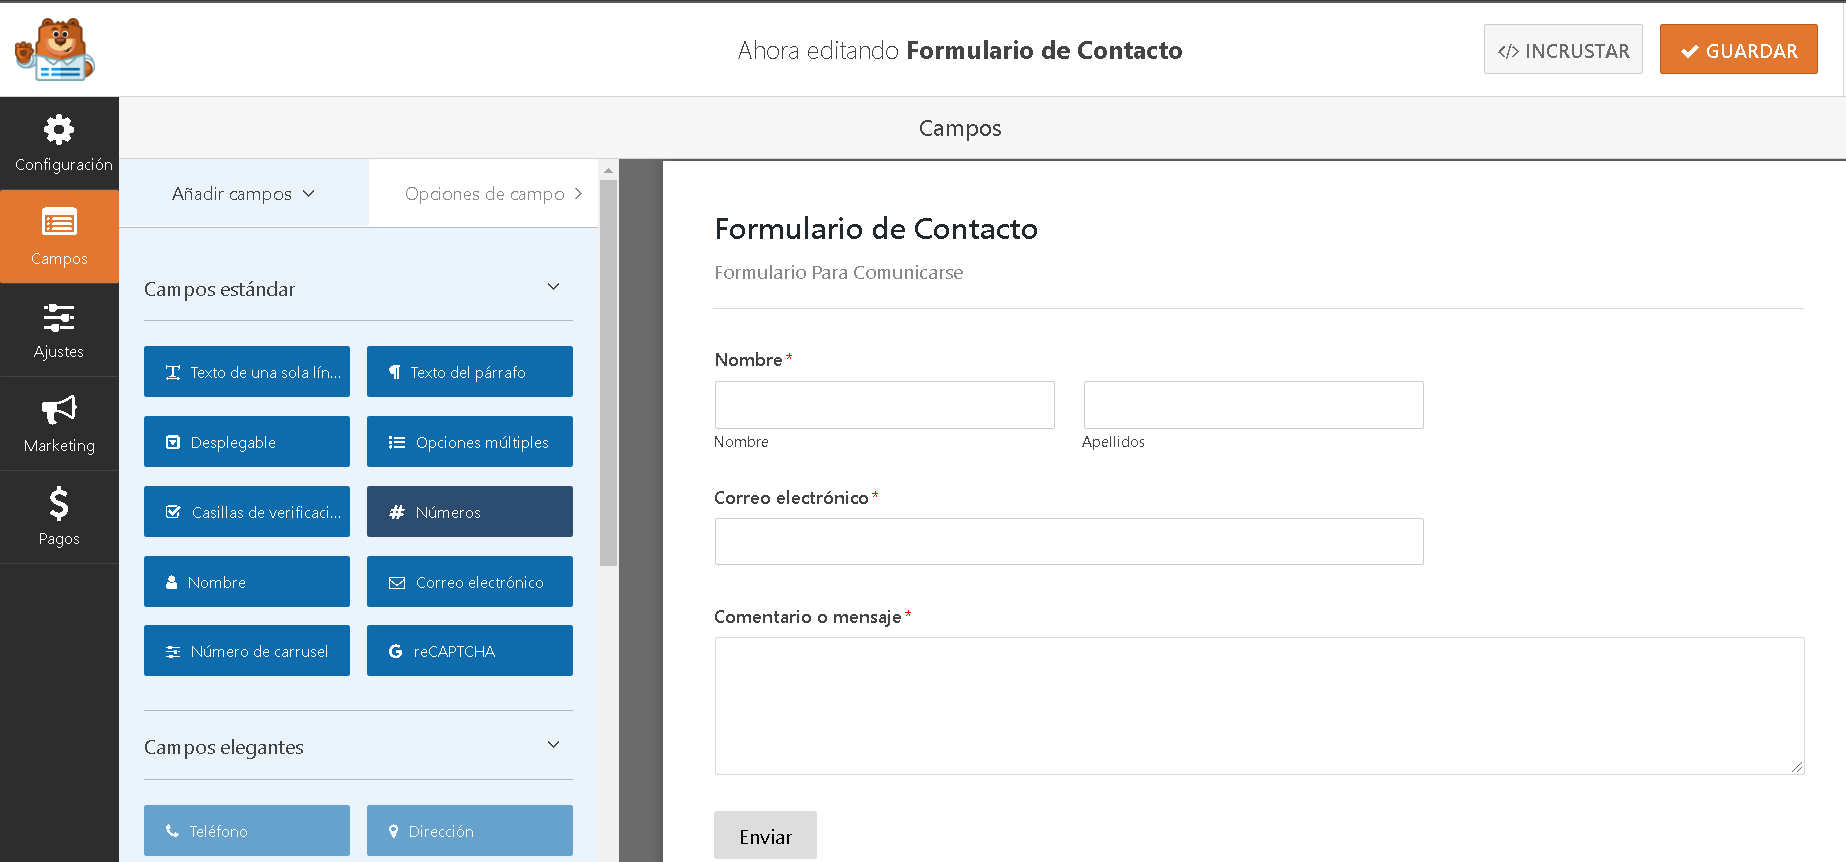 Ahora editando Formulario de Contacto
</> INCRUSTAR
GUARDAR
Configuración
Campos
Ajustes
Marketing
Pagos
Campos
Añadir campos
Opciones de campo
Campos estándar
Texto de una sola lín...
Texto del párrafo
Desplegable
Opciones múltiples
Casillas de verificaci...
# Números
Nombre
Correo electrónico
Número de carrusel
reCAPTCHA
Campos elegantes
Teléfono
Dirección
Formulario de Contacto
Formulario Para Comunicarse
Nombre*
Nombre
Apellidos
Correo electrónico*
Comentario o mensaje*
Enviar